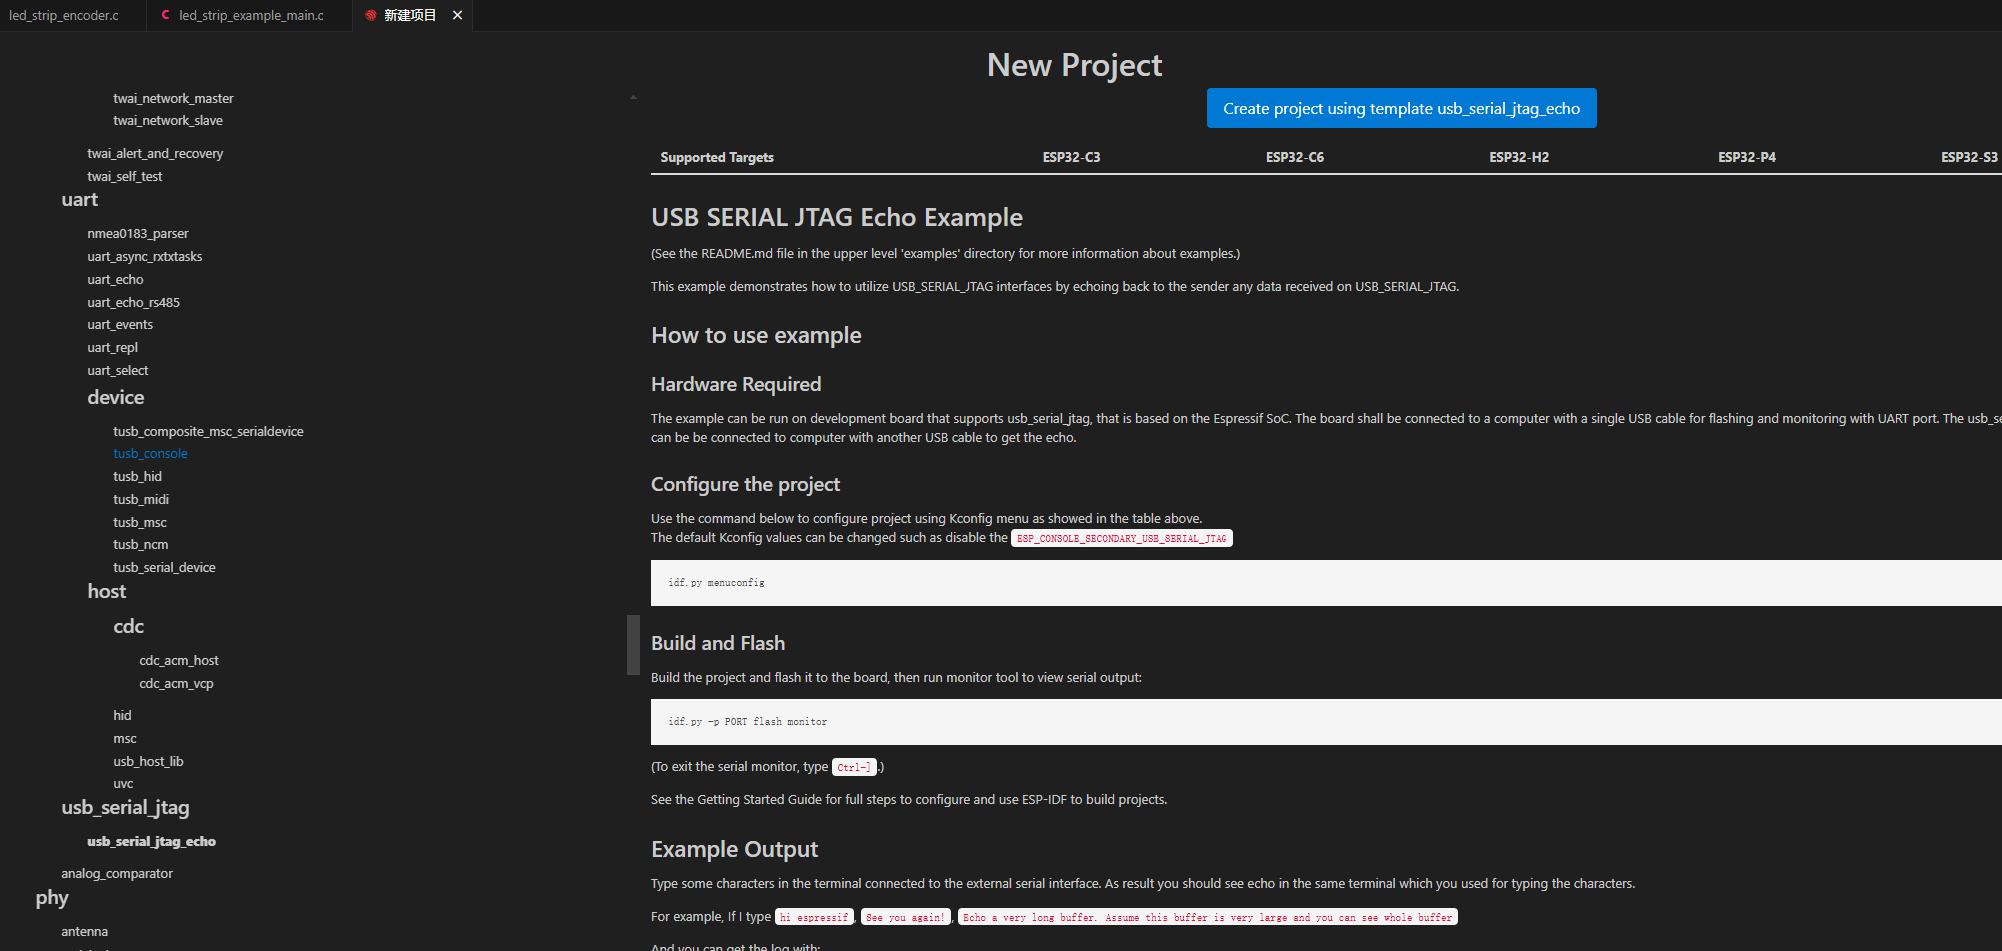 led_strip_encoder.c
C led_strip_example_main.c
新建项目
New Project
twai_network_master
twai_network_slave
twai_alert_and_recovery
twai_self_test
uart
nmea0183_parser
uart_async_rxtxtasks
uart_echo
uart_echo_rs485
uart_events
uart_repl
uart_select
device
tusb_composite_msc_serialdevice
tusb_console
tusb_hid
tusb_midi
tusb_msc
tusb_ncm
tusb_serial_device
host
cdc
cdc_acm_host
cdc_acm_vcp
hid
msc
usb_host_lib
uvc
usb_serial_jtag
usb_serial_jtag_echo
analog_comparator
phy
antenna
Create project using template usb_serial_jtag_echo
Supported Targets ESP32-C3 ESP32-C6 ESP32-H2 ESP32-P4 ESP32-S3
USB SERIAL JTAG Echo Example
(See the README.md file in the upper level 'examples' directory for more information about examples.)
This example demonstrates how to utilize USB_SERIAL_JTAG interfaces by echoing back to the sender any data received on USB_SERIAL_JTAG.
How to use example
Hardware Required
The example can be run on development board that supports usb_serial_jtag, that is based on the Espressif SoC. The board shall be connected to a computer with a single USB cable for flashing and monitoring with UART port. The usb_se
can be be connected to computer with another USB cable to get the echo.
Configure the project
Use the command below to configure project using Kconfig menu as showed in the table above.
The default Kconfig values can be changed such as disable the ESP_CONSOLE_SECONDARY_USB_SERIAL_JTAG
idf.py menuconfig
Build and Flash
Build the project and flash it to the board, then run monitor tool to view serial output:
idf.py -p PORT flash monitor
(To exit the serial monitor, type Ctrl-].)
See the Getting Started Guide for full steps to configure and use ESP-IDF to build projects.
Example Output
Type some characters in the terminal connected to the external serial interface. As result you should see echo in the same terminal which you used for typing the characters.
For example, If I type hi espressif, See you again!, Echo a very long buffer. Assume this buffer is very large and you can see whole buffer
And you can get the log with: